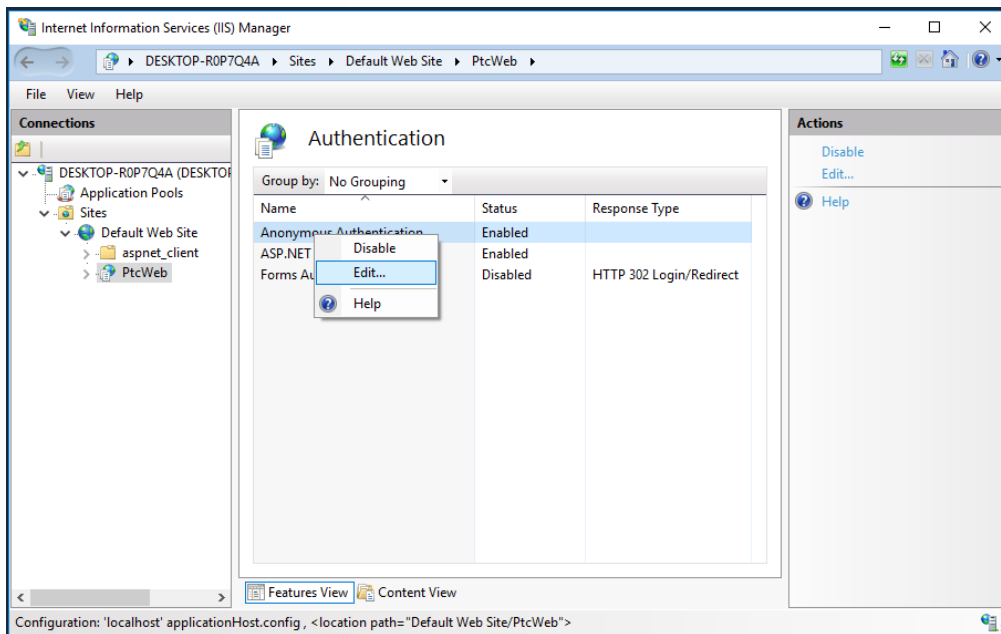 Internet Information Services (IIS) Manager
DESKTOP-R0P7Q4A Sites Default Web Site PtcWeb
File View Help
Connections
DESKTOP-R0P7Q4A (DESKTOP
Application Pools
Sites
Default Web Site
aspnet_client
PtcWeb
Authentication
Group by: No Grouping
Name Status Response Type
Anonymous Authentication Enabled
ASP.NET Enabled
Forms Au Disabled HTTP 302 Login/Redirect
Disable
Edit...
Help
Features View Content View
Actions
Disable
Edit...
Help
Configuration: 'localhost' applicationHost.config , <location path="Default Web Site/PtcWeb">